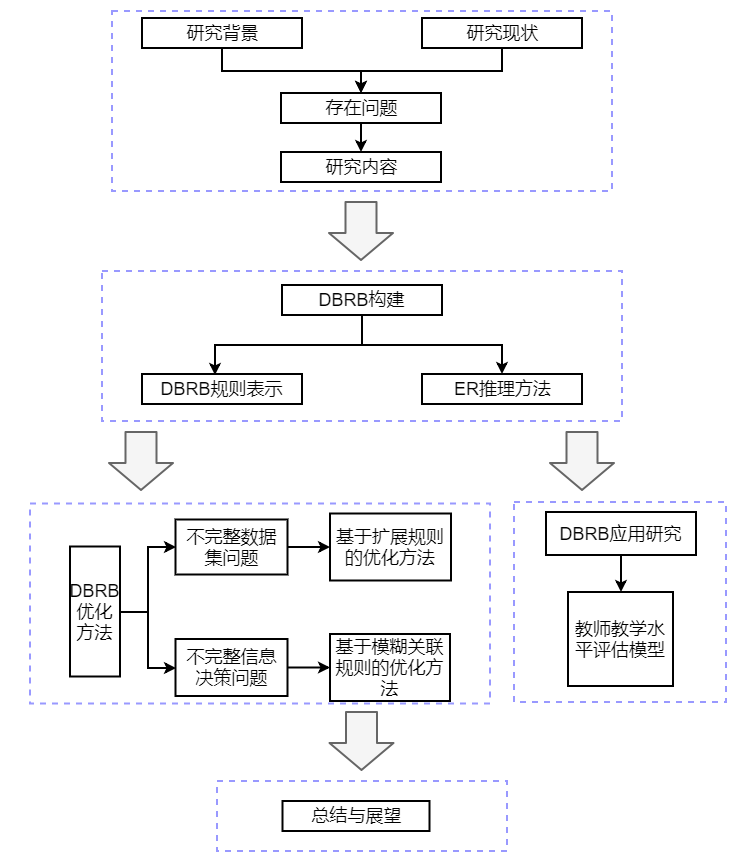 研究背景
研究现状
存在问题
研究内容
DBRB构建
DBRB规则表示
ER推理方法
DBRB
优化
方法
不完整数据
集问题
基于扩展规则
的优化方法
不完整信息
决策问题
基于模糊关联
规则的优化方
法
DBRB应用研究
教师教学水
平评估模型
总结与展望